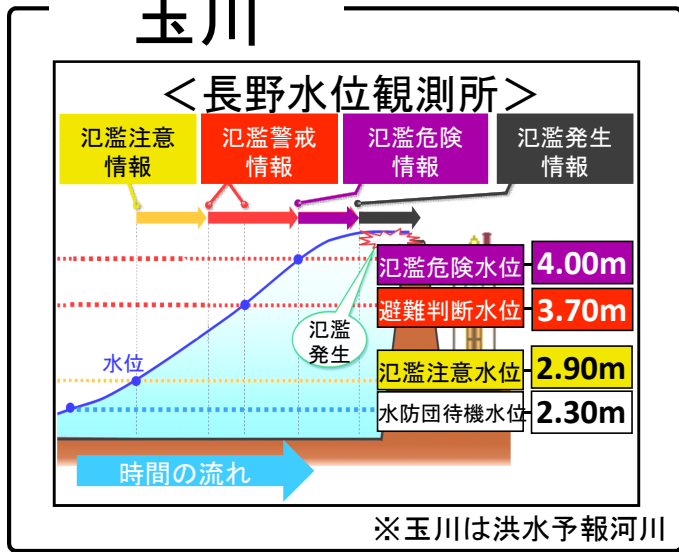 玉川
＜長野水位観測所＞
氾濫注意
情報
氾濫警戒
情報
氾濫危険
情報
氾濫発生
情報
氾濫危険水位 4.00m
避難判断水位 3.70m
氾濫
発生
水位
氾濫注意水位 2.90m
水防団待機水位 2.30m
時間の流れ
※玉川は洪水予報河川